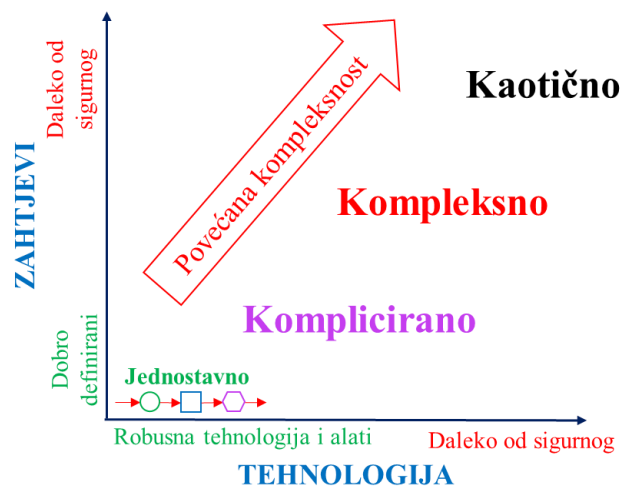 Daleko od
sigurnog
Kaotično
Povećana kompleksnost
ZAHTJEVI
Kompleksno
Komplicirano
Dobro
definirani
Jednostavno
Robusna tehnologija i alati
Daleko od sigurnog
TEHNOLOGIJA